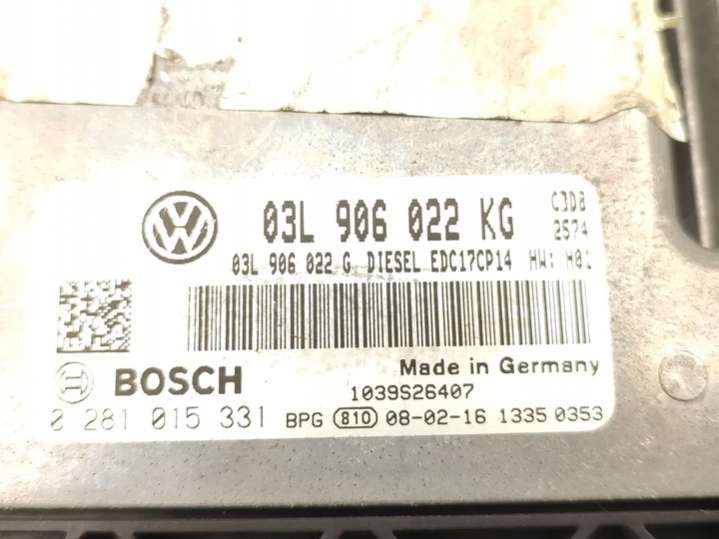 03L 906 022 KG C3D8
2574
03L 906 022 G DIESEL EDC17CP14 HW: H01
Made in Germany
BOSCH 1039S26407
0 281 015 331 BPG 810 08-02-16 1335 0353